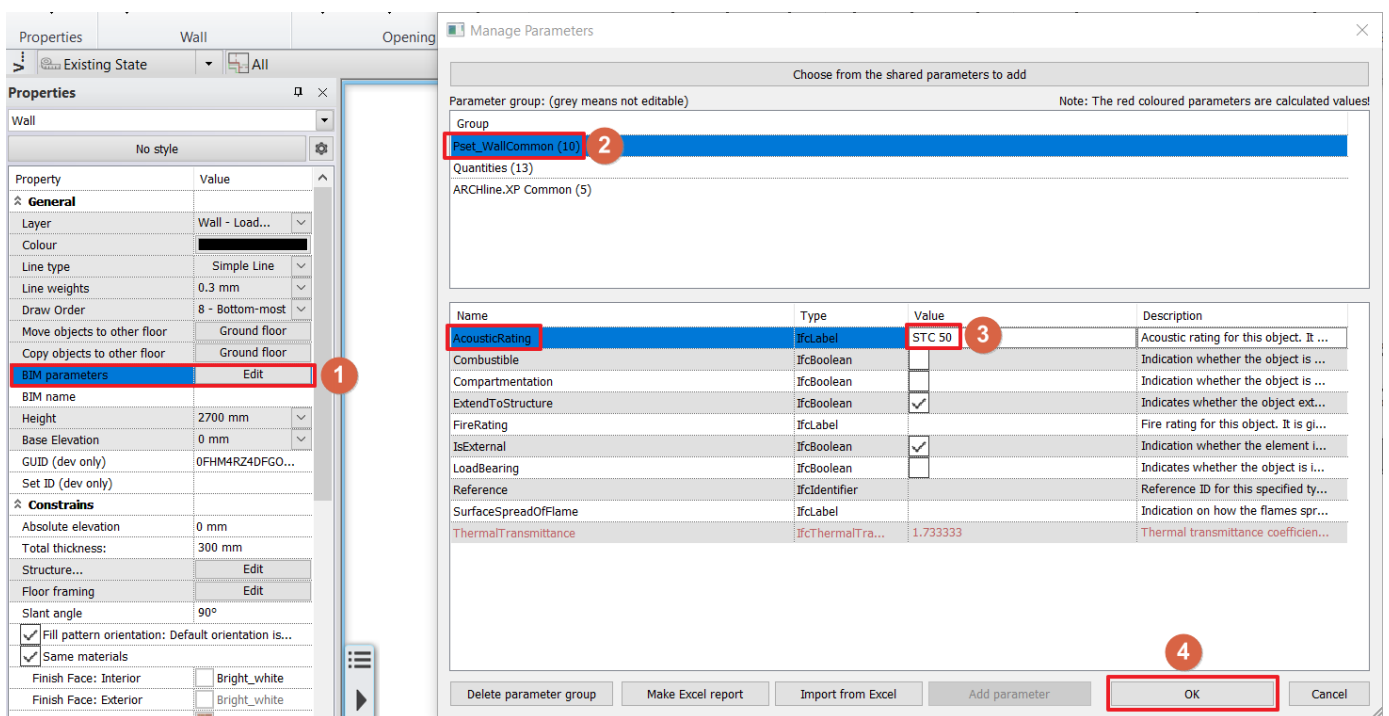 Properties Wall Opening
Existing State All
Properties
Wall
No style
Property Value
General
Layer Wall - Load...
Colour
Line type Simple Line
Line weights 0.3 mm
Draw Order 8 - Bottom-most
Move objects to other floor Ground floor
Copy objects to other floor Ground floor
BIM parameters Edit 1
BIM name
Height 2700 mm
Base Elevation 0 mm
GUID (dev only) 0FHM4RZ4DFGO...
Set ID (dev only)
Constrains
Absolute elevation 0 mm
Total thickness: 300 mm
Structure... Edit
Floor framing Edit
Slant angle 90°
Fill pattern orientation: Default orientation is...
Same materials
Finish Face: Interior Bright_white
Finish Face: Exterior Bright_white
Manage Parameters
Choose from the shared parameters to add
Parameter group: (grey means not editable) Note: The red coloured parameters are calculated values!
Group
Pset_WallCommon (10) 2
Quantities (13)
ARCHline.XP Common (5)
Name Type Value Description
AcousticRating IfcLabel STC 50 3 Acoustic rating for this object. It ...
Combustible IfcBoolean Indication whether the object is ...
Compartmentation IfcBoolean Indication whether the object is ...
ExtendToStructure IfcBoolean Indicates whether the object ext...
FireRating IfcLabel Fire rating for this object. It is gi...
IsExternal IfcBoolean Indication whether the element i...
LoadBearing IfcBoolean Indicates whether the object is i...
Reference IfcIdentifier Reference ID for this specified ty...
SurfaceSpreadOfFlame IfcLabel Indication on how the flames spr...
ThermalTransmittance IfcThermalTra... 1.733333 Thermal transmittance coefficien...
4
Delete parameter group Make Excel report Import from Excel Add parameter OK Cancel